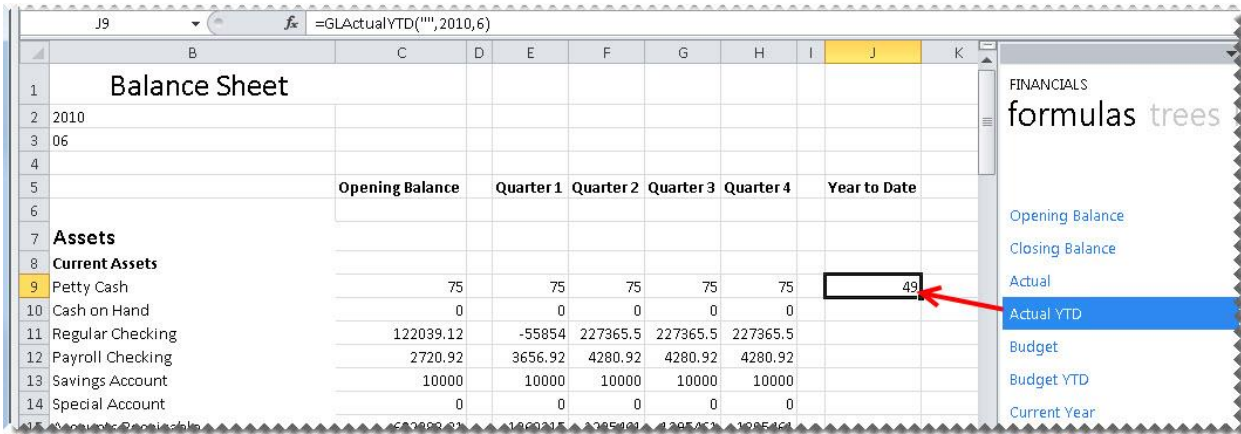 J9 fx =GLActualYTD("",2010,6)
B C D E F G H I J K
1 Balance Sheet
2 2010
3 06
4
5 Opening Balance Quarter 1 Quarter 2 Quarter 3 Quarter 4 Year to Date
6
7 Assets
8 Current Assets
9 Petty Cash 75 75 75 75 75 49
10 Cash on Hand 0 0 0 0 0
11 Regular Checking 122039.12 -55854 227365.5 227365.5 227365.5
12 Payroll Checking 2720.92 3656.92 4280.92 4280.92 4280.92
13 Savings Account 10000 10000 10000 10000 10000
14 Special Account 0 0 0 0 0
FINANCIALS
formulas trees
Opening Balance
Closing Balance
Actual
Actual YTD
Budget
Budget YTD
Current Year